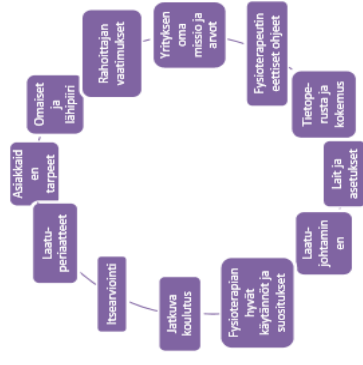 Asiakkaid
en
tarpeet
Omaiset
ja
lähipiiri
Rahoittajan
vaatimukset
Yrityksen
oma
missio ja
arvot
Fysioterapeutin
eettiset ohjeet
Tietope-
rusta ja
kokemus
Lait ja
asetukset
Laatu-
johtamin
en
Fysioterapian
hyvät
käytännöt ja
suositukset
Jatkuva
koulutus
Itsearviointi
Laatu-
periaatteet